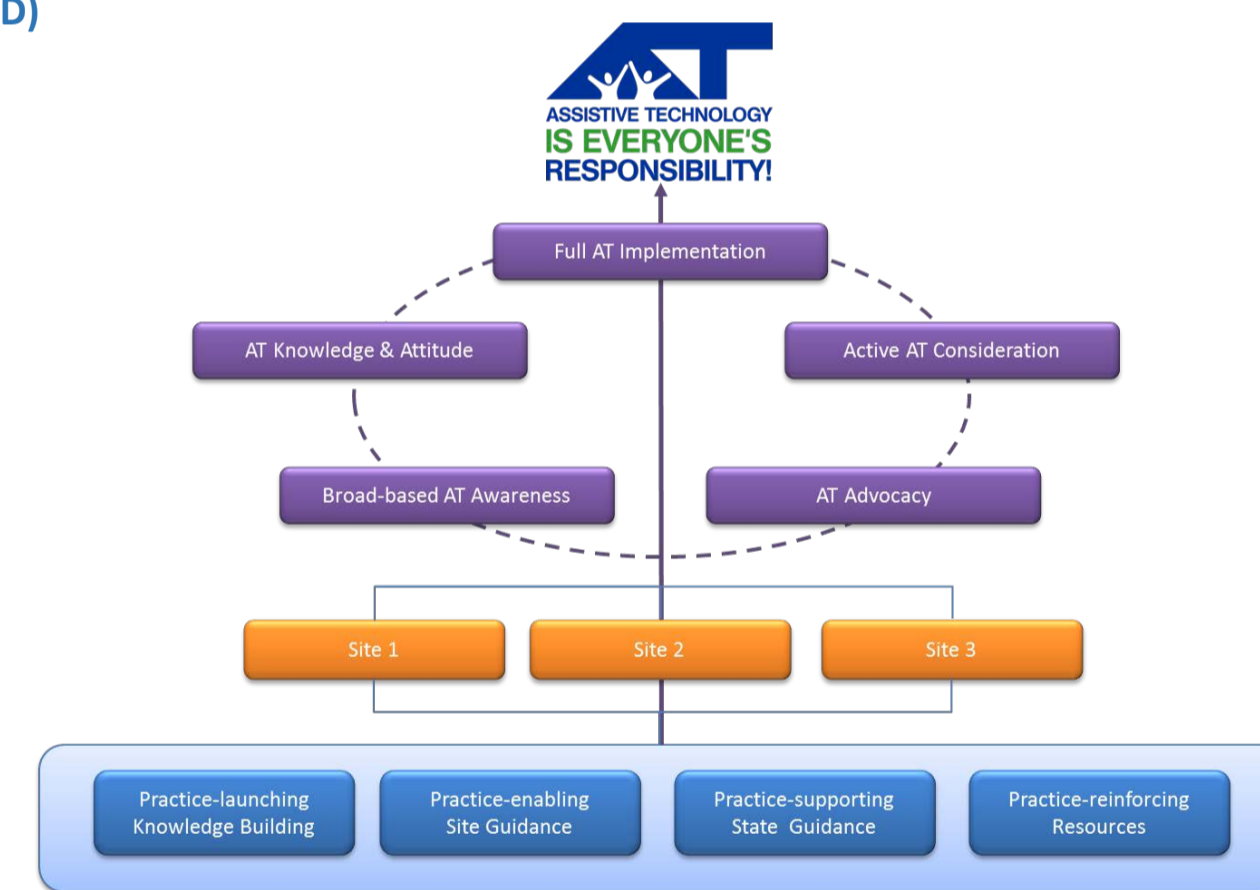 D)
AT
ASSISTIVE TECHNOLOGY
IS EVERYONE'S
RESPONSIBILITY!
Full AT Implementation
AT Knowledge & Attitude
Active AT Consideration
Broad-based AT Awareness
AT Advocacy
Site 1
Site 2
Site 3
Practice-launching
Knowledge Building
Practice-enabling
Site Guidance
Practice-supporting
State Guidance
Practice-reinforcing
Resources